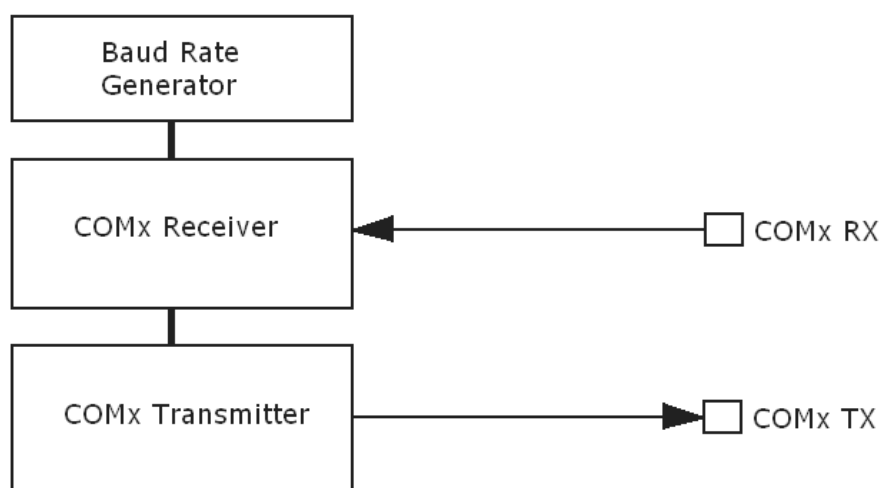 Baud Rate
Generator
COMx Receiver
COMx RX
COMx Transmitter
COMx TX